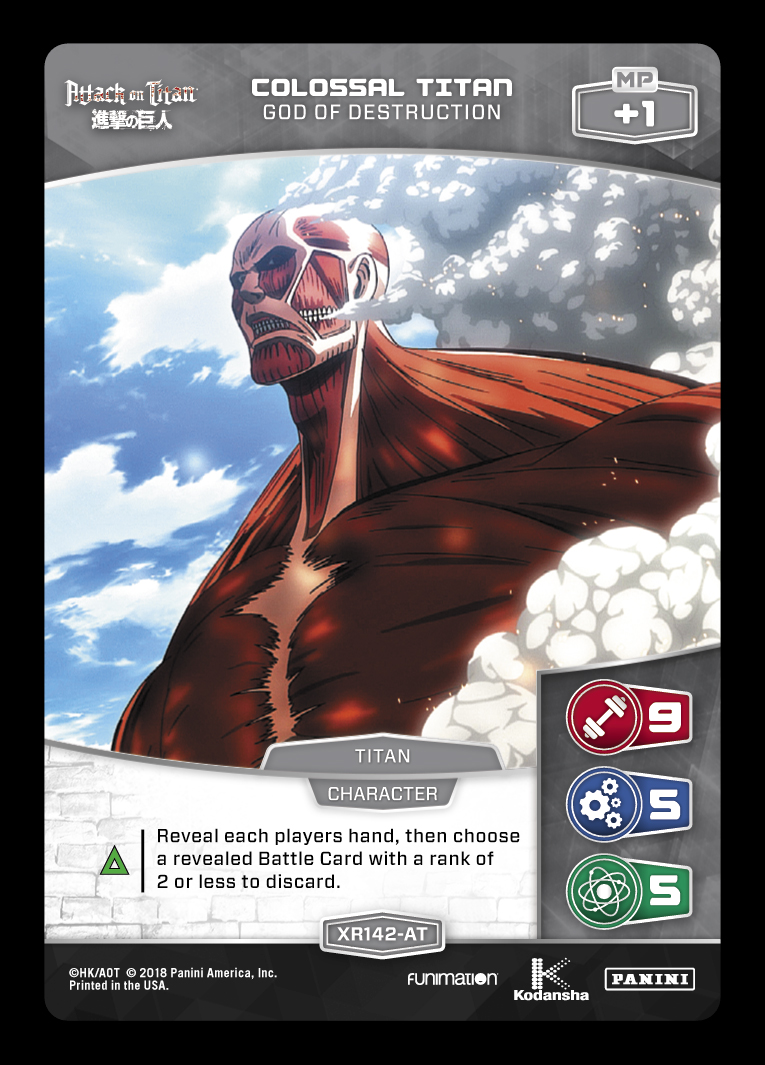 Attack on Titan
進撃の巨人
COLOSSAL TITAN
GOD OF DESTRUCTION
MP
+1
9
5
5
TITAN
CHARACTER
Reveal each players hand, then choose
a revealed Battle Card with a rank of
2 or less to discard.
XR142-AT
©HK/AOT © 2018 Panini America, Inc.
Printed in the USA.
FUNIMATION
K
Kodansha
PANINI